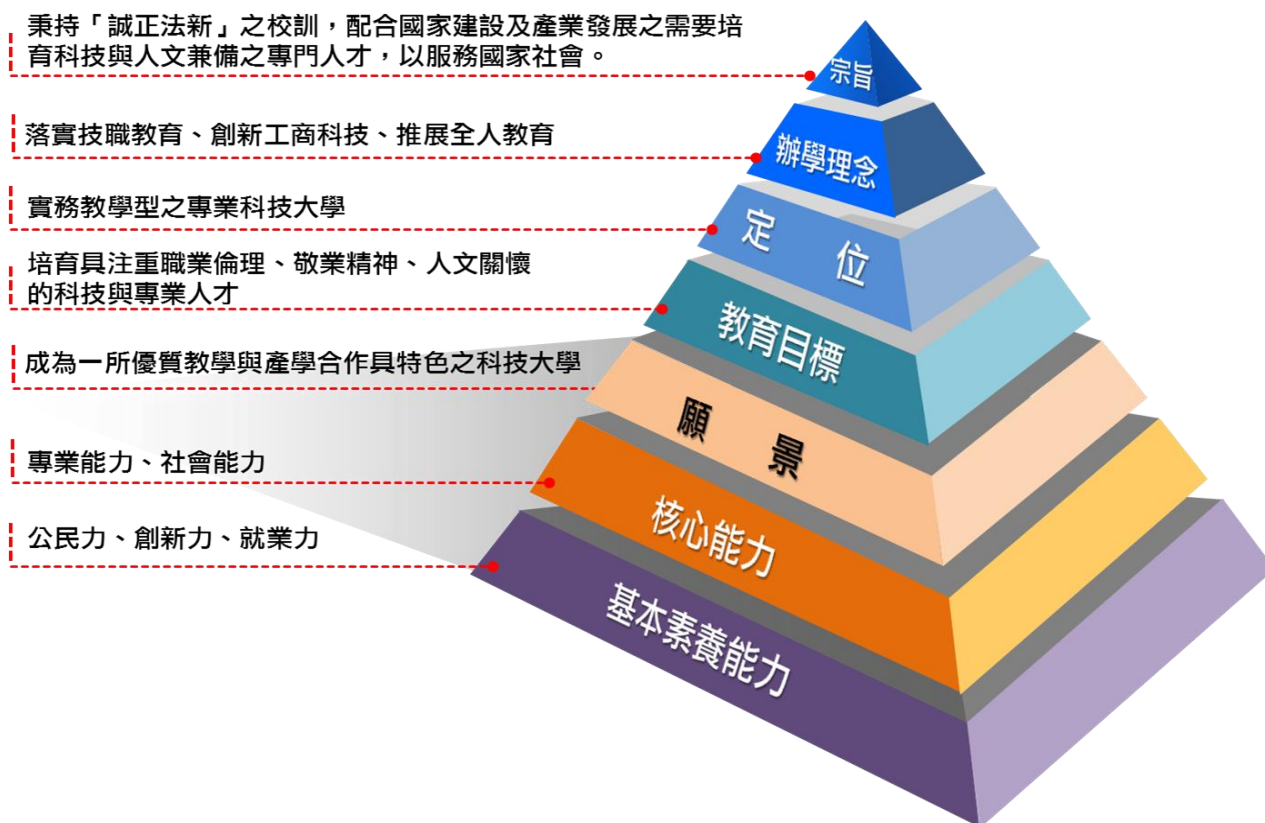 秉持「誠正法新」之校訓，配合國家建設及產業發展之需要培
育科技與人文兼備之專門人才，以服務國家社會。
宗旨
落實技職教育、創新工商科技、推展全人教育
辦學理念
實務教學型之專業科技大學
定位
培育具注重職業倫理、敬業精神、人文關懷
的科技與專業人才
教育目標
成為一所優質教學與產學合作具特色之科技大學
願景
專業能力、社會能力
核心能力
公民力、創新力、就業力
基本素養能力